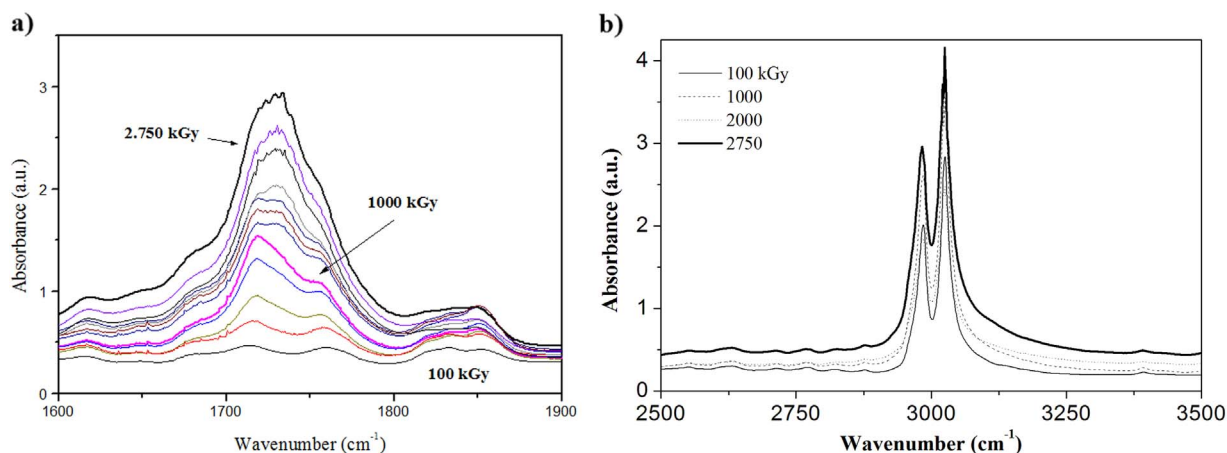 a)
3
2
1
0
Absorbance (a.u.)
2.750 kGy
1000 kGy
100 kGy
1600 1700 1800 1900
Wavenumber (cm⁻¹)
b)
4
3
2
1
0
Absorbance (a.u.)
100 kGy
1000
2000
2750
2500 2750 3000 3250 3500
Wavenumber (cm⁻¹)